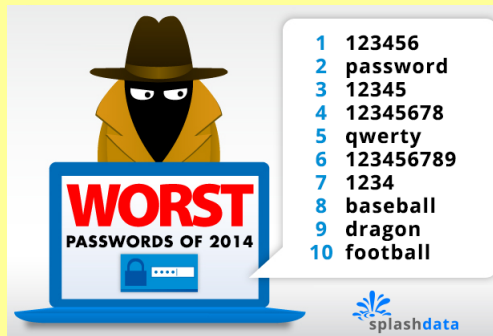 WORST
PASSWORDS OF 2014
1 123456
2 password
3 12345
4 12345678
5 qwerty
6 123456789
7 1234
8 baseball
9 dragon
10 football
splashdata